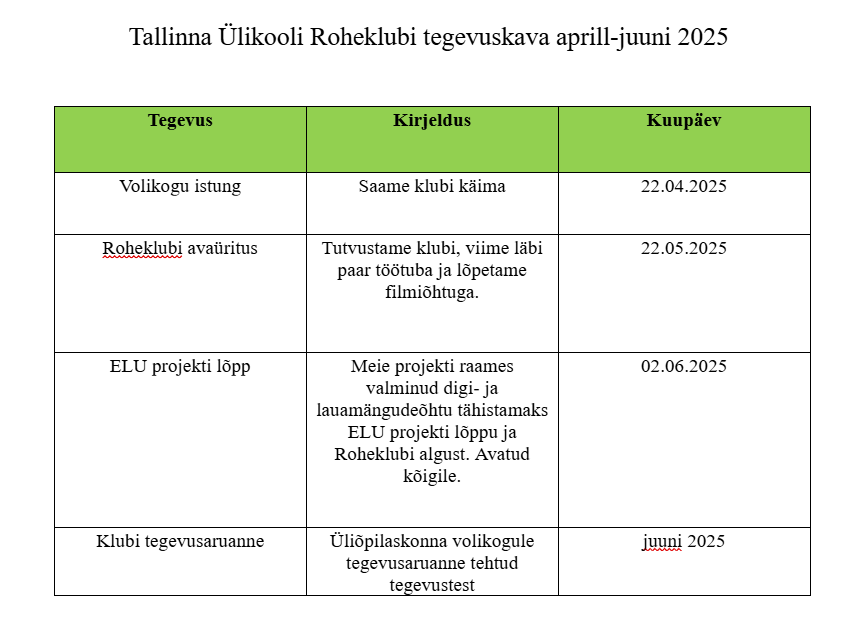 Tallinna Ülikooli Roheklubi tegevuskava aprill-juuni 2025
Tegevus
Kirjeldus
Kuupäev
Volikogu istung
Saame klubi käima
22.04.2025
Roheklubi avaüritus
Tutvustame klubi, viime läbi
paar töötuba ja lõpetame
filmiõhtuga.
22.05.2025
ELU projekti lõpp
Meie projekti raames
valminud digi- ja
lauamängudeõhtu tähistamaks
ELU projekti lõppu ja
Roheklubi algust. Avatud
kõigile.
02.06.2025
Klubi tegevusaruanne
Üliõpilaskonna volikogule
tegevusaruanne tehtud
tegevustest
juuni 2025